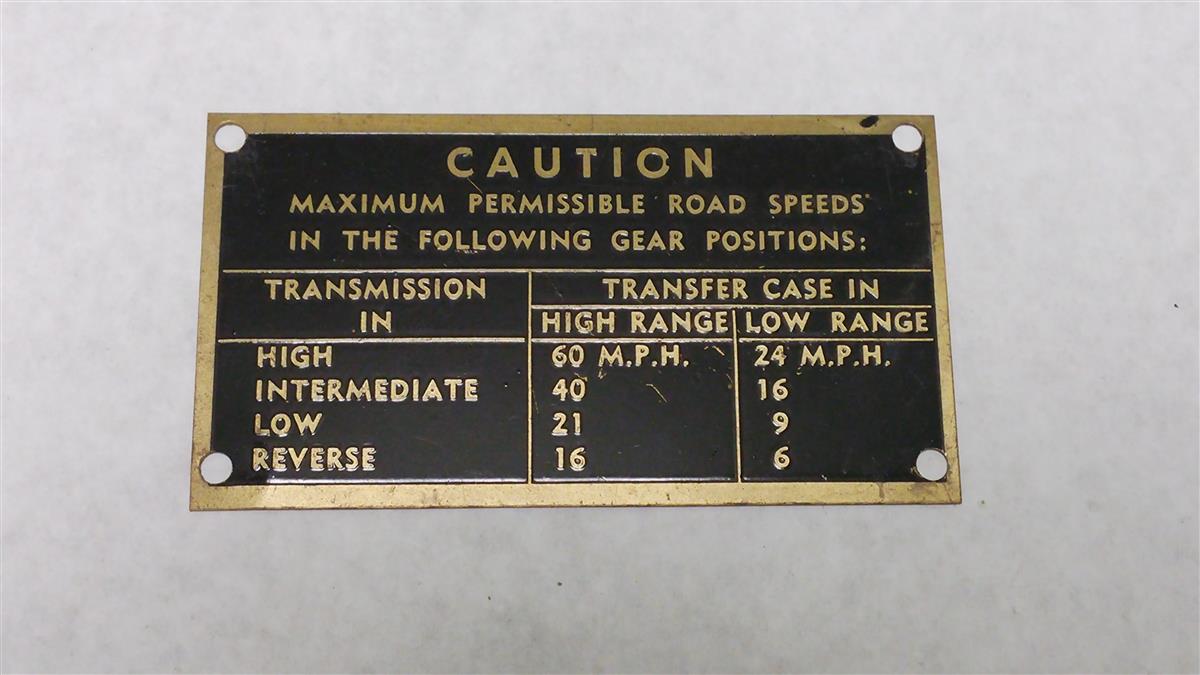 CAUTION
MAXIMUM PERMISSIBLE ROAD SPEEDS
IN THE FOLLOWING GEAR POSITIONS:
TRANSMISSION IN TRANSFER CASE IN
HIGH RANGE LOW RANGE
HIGH 60 M.P.H. 24 M.P.H.
INTERMEDIATE 40 16
LOW 21 9
REVERSE 16 6